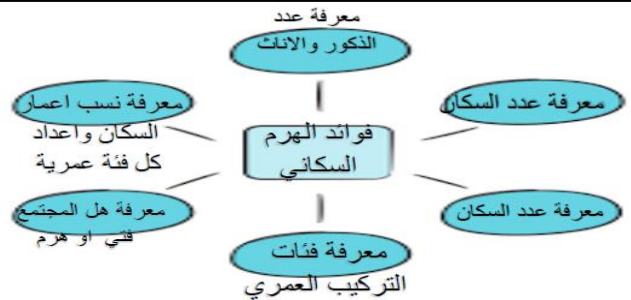 معرفة عدد
الذكور والاناث
معرفة عدد السكان
معرفة نسب اعمار
السكان واعداد
كل فئة عمرية
فوائد الهرم
السكاني
معرفة عدد السكان
معرفة هل المجتمع
فتي او هرم
معرفة فئات
التركيب العمري